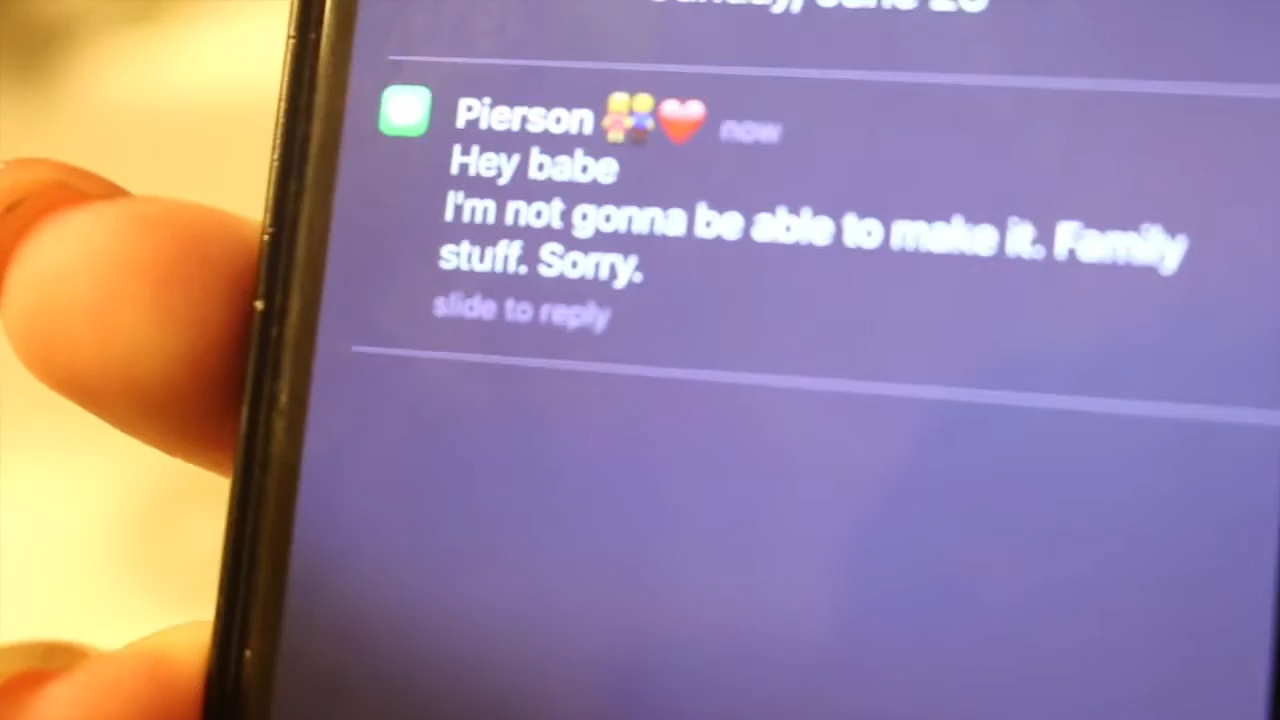 Pierson 👫❤️ now
Hey babe
I'm not gonna be able to make it. Family
stuff. Sorry.
slide to reply